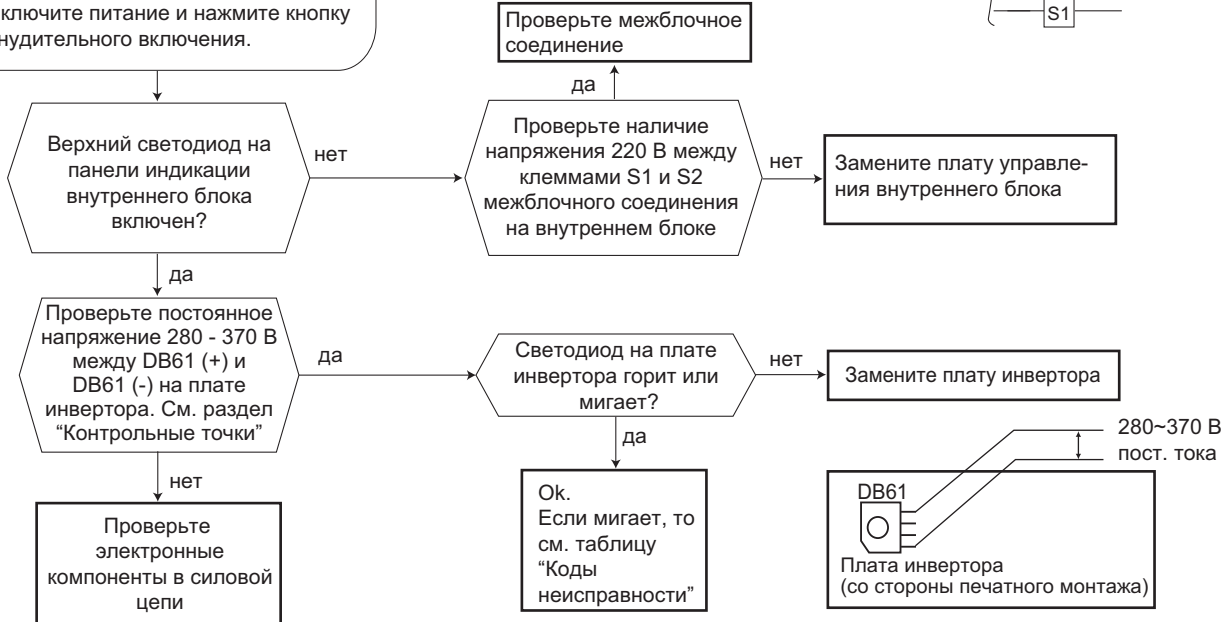 ключите питание и нажмите кнопку
нудительного включения.
Проверьте межблочное
соединение
S1
да
Верхний светодиод на
панели индикации
внутреннего блока
включен?
нет
Проверьте наличие
напряжения 220 В между
клеммами S1 и S2
межблочного соединения
на внутреннем блоке
нет
Замените плату управле-
ния внутреннего блока
да
Проверьте постоянное
напряжение 280 - 370 В
между DB61 (+) и
DB61 (-) на плате
инвертора. См. раздел
“Контрольные точки”
да
Светодиод на плате
инвертора горит или
мигает?
нет
Замените плату инвертора
да
280~370 В
пост. тока
нет
Проверьте
электронные
компоненты в силовой
цепи
Ok.
Если мигает, то
см. таблицу
“Коды
неисправности”
DB61
Плата инвертора
(со стороны печатного монтажа)